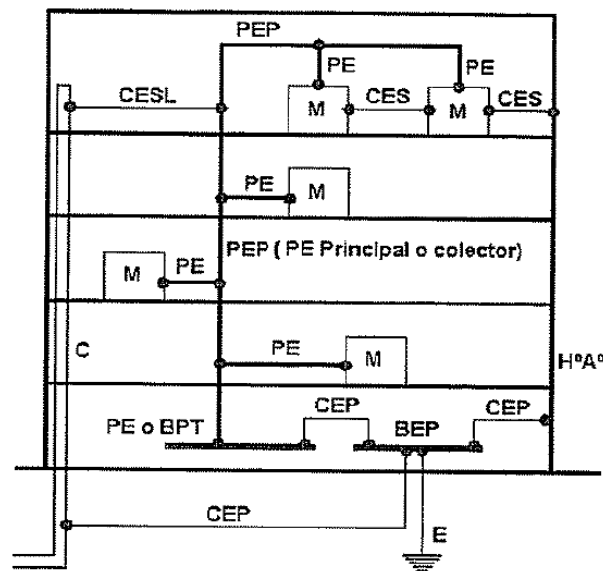 PEP
PE
PE
CESL
M
CES
M
CES
PE
M
PEP ( PE Principal o colector)
M
PE
C
PE
M
HºAº
CEP
CEP
PE o BPT
BEP
CEP
E